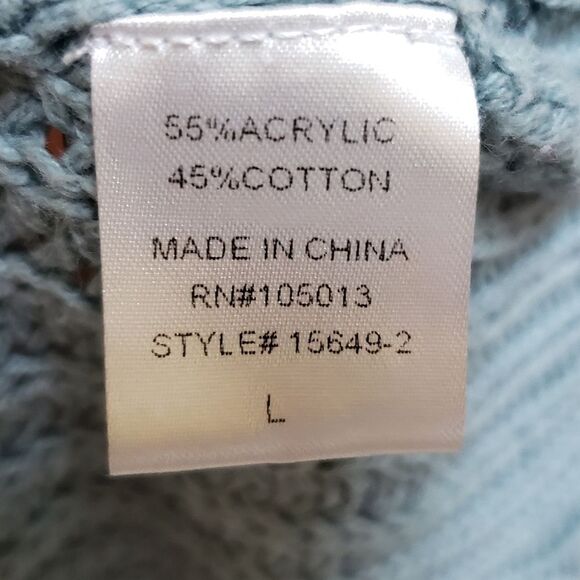 55%ACRYLIC
45%COTTON
MADE IN CHINA
RN#105013
STYLE# 15649-2
L